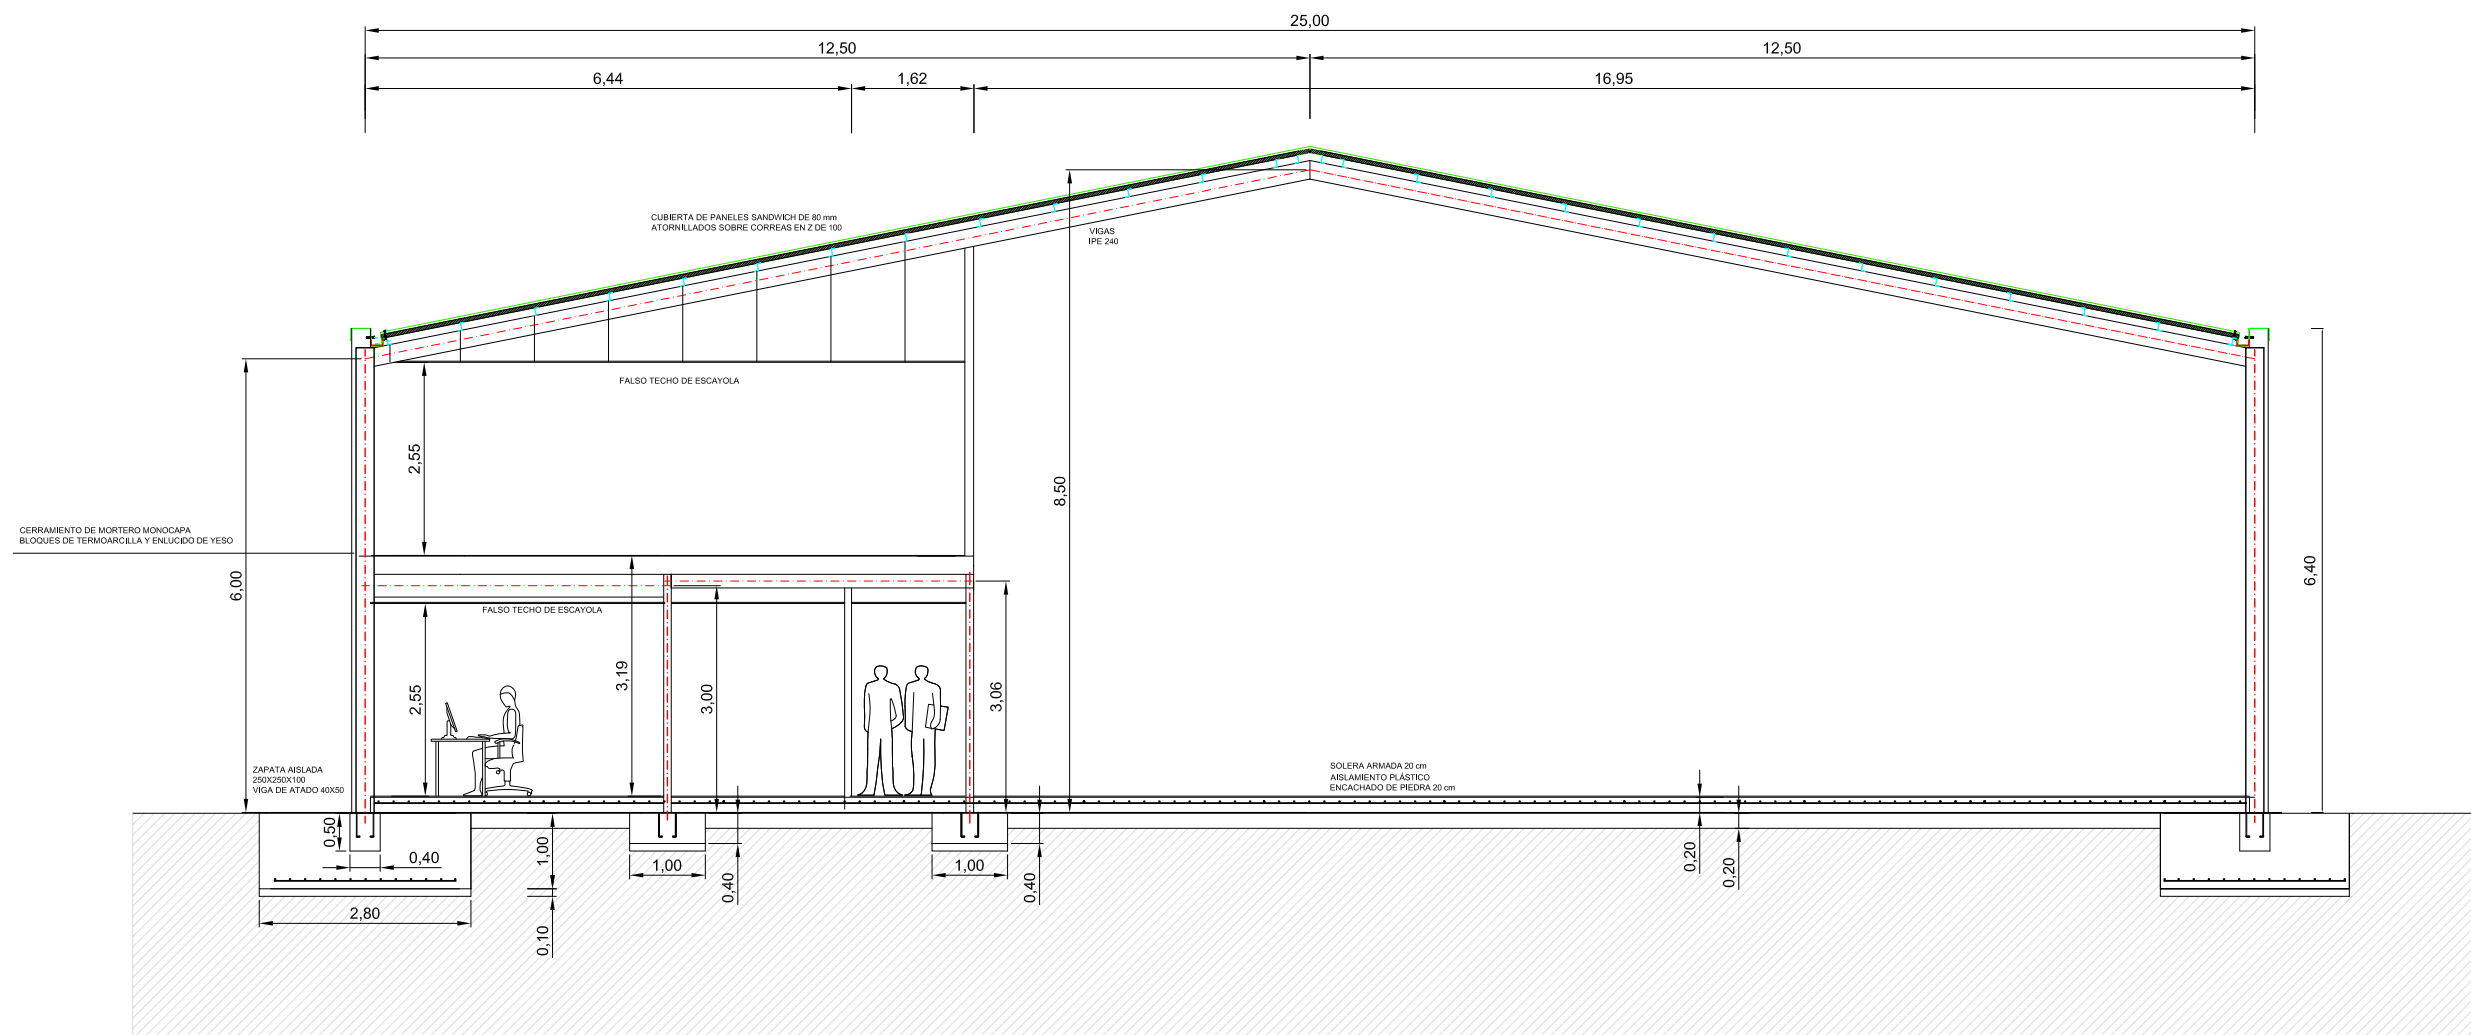 25,00
12,50
12,50
6,44
1,62
16,95
CUBIERTA DE PANELES SANDWICH DE 80 mm
ATORNILLADOS SOBRE CORREAS EN Z DE 100
VIGAS
IPE 240
FALSO TECHO DE ESCAYOLA
2,55
8,50
CERRAMIENTO DE MORTERO MONOCAPA
BLOQUES DE TERMOARCILLA Y ENLUCIDO DE YESO
6,00
6,40
FALSO TECHO DE ESCAYOLA
2,55
3,19
3,00
3,06
ZAPATA AISLADA
250X250X100
VIGA DE ATADO 40X50
SOLERA ARMADA 20 cm
AISLAMIENTO PLÁSTICO
ENCACHADO DE PIEDRA 20 cm
0,50
0,40
1,00
1,00
0,40
1,00
0,40
0,20
0,20
2,80
0,10